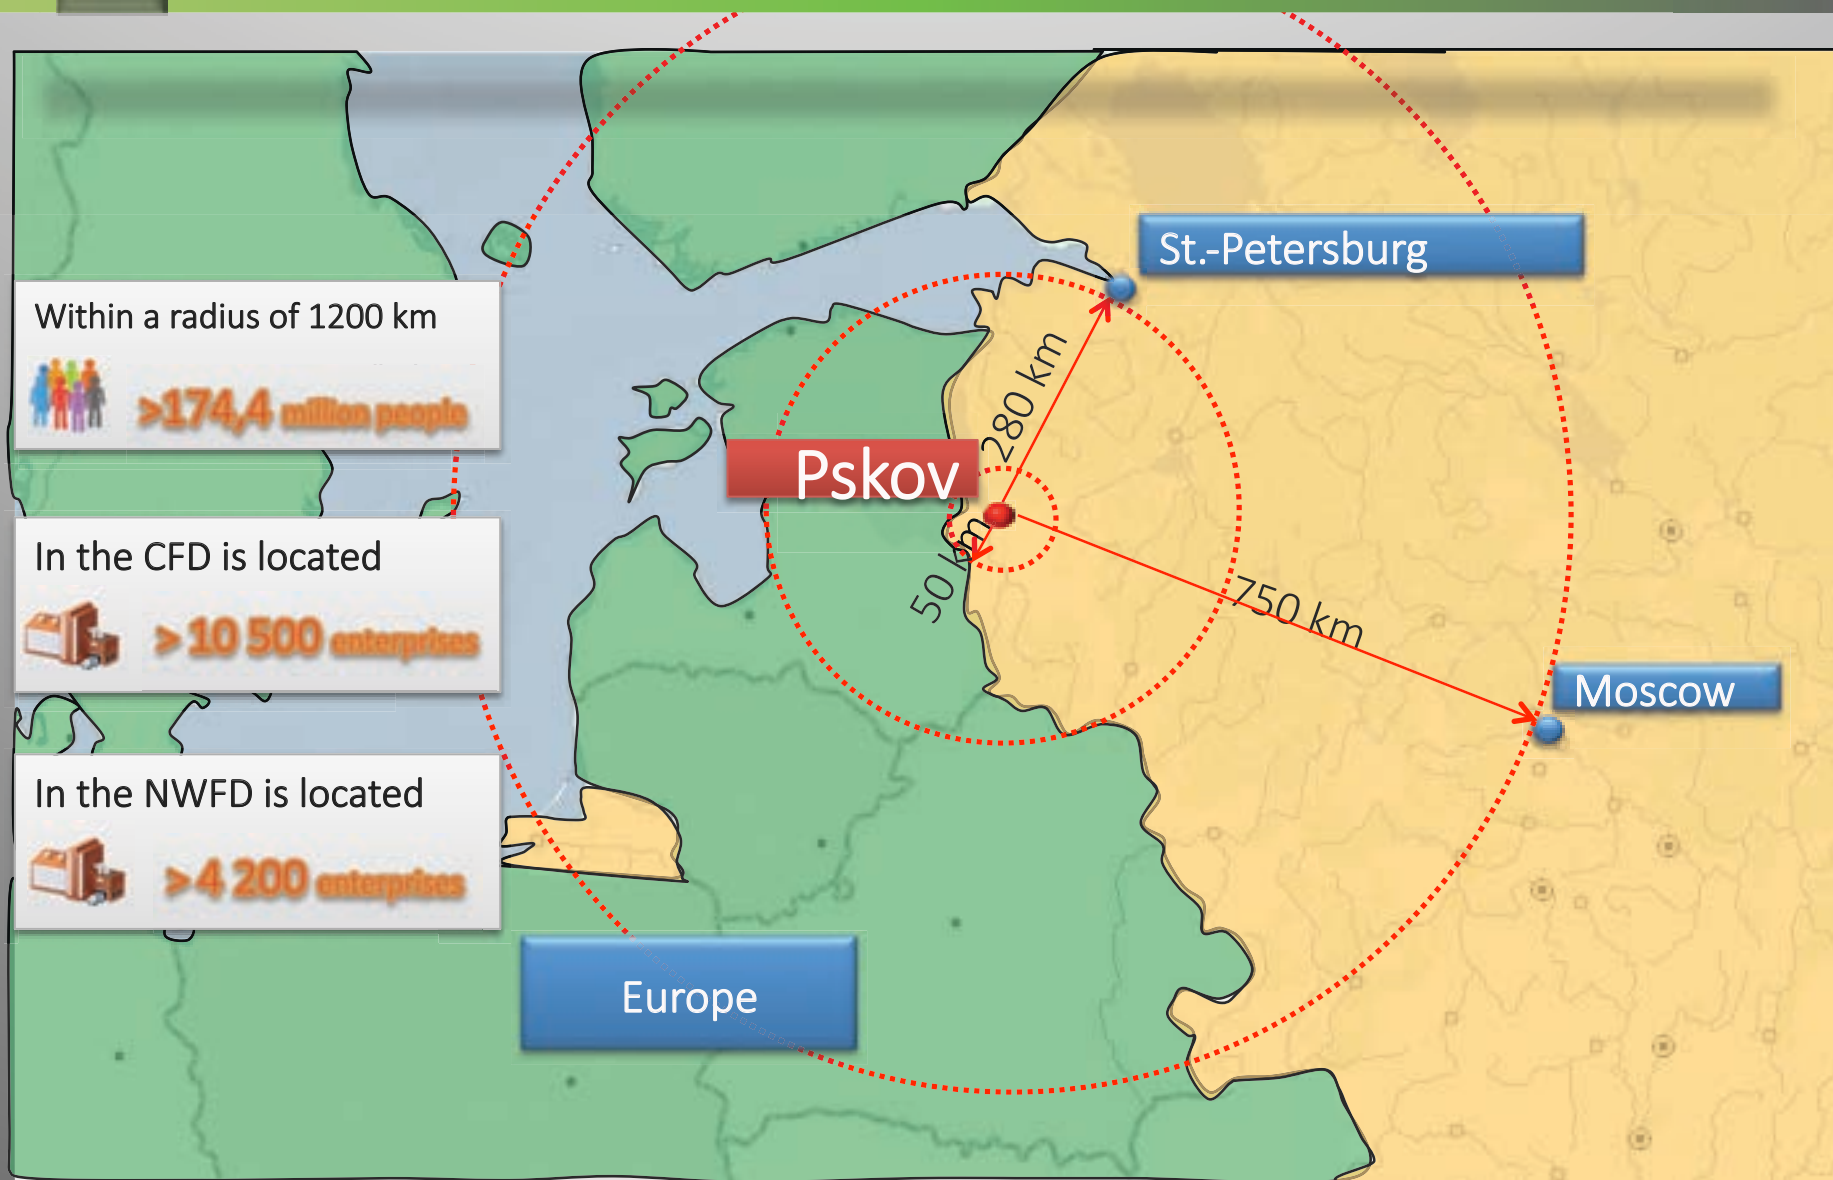 St.-Petersburg
Within a radius of 1200 km
>174,4 million people
280 km
Pskov
In the CFD is located
> 10 500 enterprises
50 km
750 km
Moscow
In the NWFD is located
>4 200 enterprises
Europe